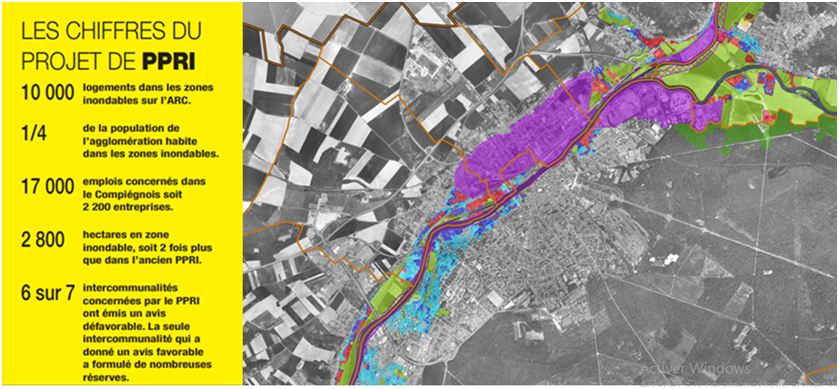 LES CHIFFRES DU
PROJET DE PPRI
10 000 logements dans les zones
inondables sur l'ARC.
1/4 de la population de
l'agglomération habite
dans les zones inondables.
17 000 emplois concernés dans
le Compiégnois soit
2 200 entreprises.
2 800 hectares en zone
inondable, soit 2 fois plus
que dans l'ancien PPRI.
6 sur 7 intercommunalités
concernées par le PPRI
ont émis un avis
défavorable. La seule
intercommunalité qui a
donné un avis favorable
a formulé de nombreuses
réserves.
Activer Windows